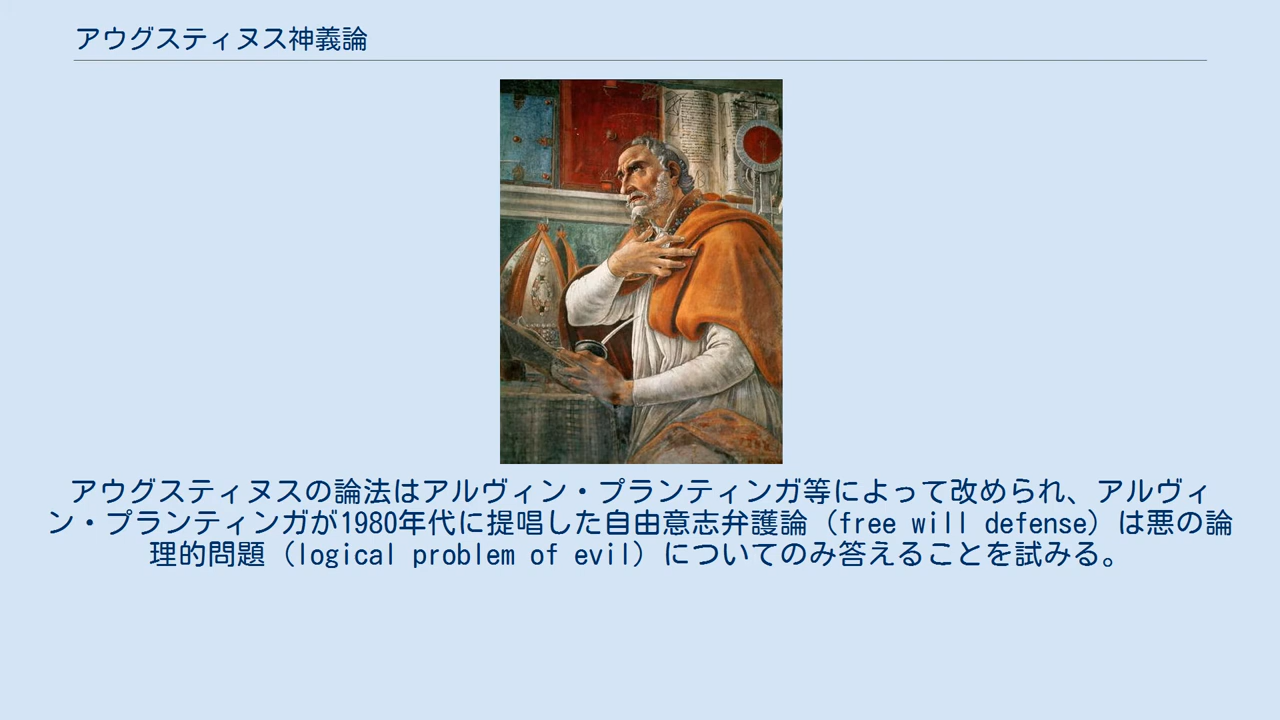 アウグスティヌス神義論
アウグスティヌスの論法はアルヴィン・プランティンガ等によって改められ、アルヴィ
ン・プランティンガが1980年代に提唱した自由意志弁護論（free will defense）は悪の論
理的問題（logical problem of evil）についてのみ答えることを試みる。